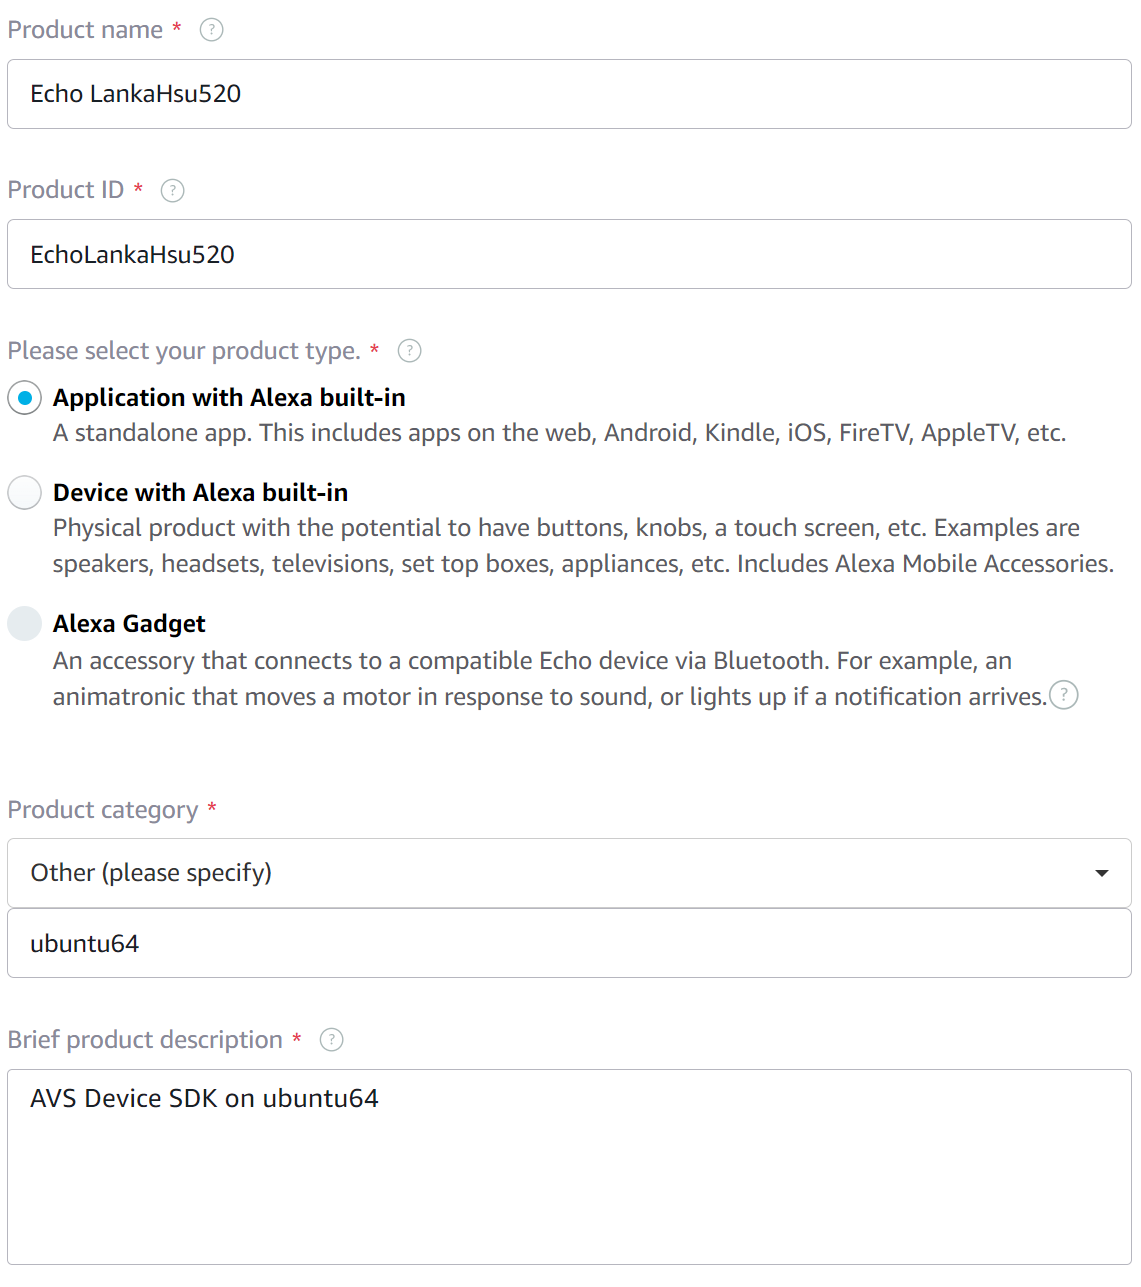 Product name * ?
Echo LankaHsu520
Product ID * ?
EchoLankaHsu520
Please select your product type. * ?
Application with Alexa built-in
A standalone app. This includes apps on the web, Android, Kindle, iOS, FireTV, AppleTV, etc.
Device with Alexa built-in
Physical product with the potential to have buttons, knobs, a touch screen, etc. Examples are
speakers, headsets, televisions, set top boxes, appliances, etc. Includes Alexa Mobile Accessories.
Alexa Gadget
An accessory that connects to a compatible Echo device via Bluetooth. For example, an
animatronic that moves a motor in response to sound, or lights up if a notification arrives. ?
Product category *
Other (please specify)
ubuntu64
Brief product description * ?
AVS Device SDK on ubuntu64